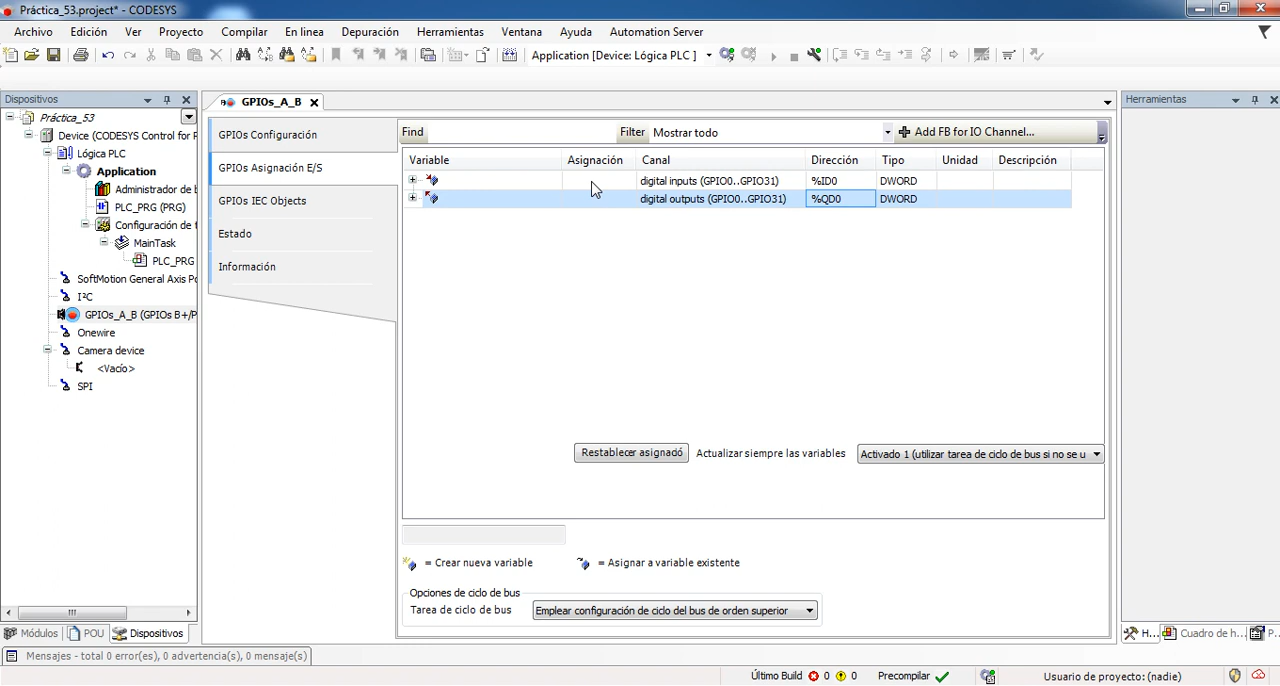 Práctica_53.project* - CODESYS
Archivo Edición Ver Proyecto Compilar En linea Depuración Herramientas Ventana Ayuda Automation Server
Application [Device: Lógica PLC ]
Dispositivos
Práctica_53
Device (CODESYS Control for R
Lógica PLC
Application
Administrador de b
PLC_PRG (PRG)
Configuración de t
MainTask
PLC_PRG
SoftMotion General Axis Po
I²C
GPIOs_A_B (GPIOs B+/P
Onewire
Camera device
<Vacío>
SPI
Módulos POU Dispositivos
GPIOs_A_B
GPIOs Configuración
GPIOs Asignación E/S
GPIOs IEC Objects
Estado
Información
Find Filter Mostrar todo Add FB for IO Channel...
Variable Asignación Canal Dirección Tipo Unidad Descripción
digital inputs (GPIO0..GPIO31) %ID0 DWORD
digital outputs (GPIO0..GPIO31) %QD0 DWORD
Restablecer asignació Actualizar siempre las variables Activado 1 (utilizar tarea de ciclo de bus si no se u
= Crear nueva variable = Asignar a variable existente
Opciones de ciclo de bus
Tarea de ciclo de bus Emplear configuración de ciclo del bus de orden superior
Herramientas
H... Cuadro de h... P...
Mensajes - total 0 error(es), 0 advertencia(s), 0 mensaje(s)
Último Build 0 0 Precompilar Usuario de proyecto: (nadie)